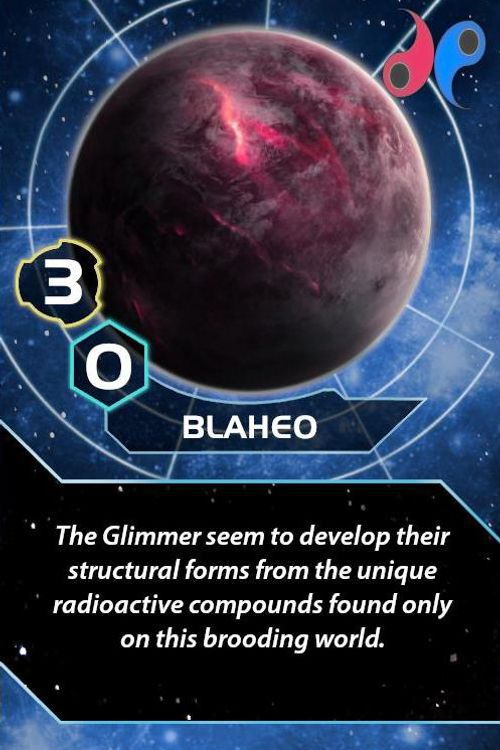 3
0
BLAHEO
The Glimmer seem to develop their
structural forms from the unique
radioactive compounds found only
on this brooding world.